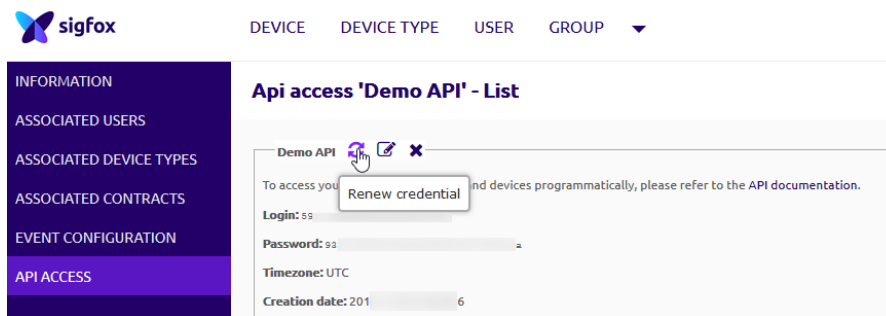 sigfox
DEVICE DEVICE TYPE USER GROUP
INFORMATION
ASSOCIATED USERS
ASSOCIATED DEVICE TYPES
ASSOCIATED CONTRACTS
EVENT CONFIGURATION
API ACCESS
Api access 'Demo API' - List
Demo API
To access you nd devices programmatically, please refer to the API documentation.
Renew credential
Login: 59
Password: 93 a
Timezone: UTC
Creation date: 201 6